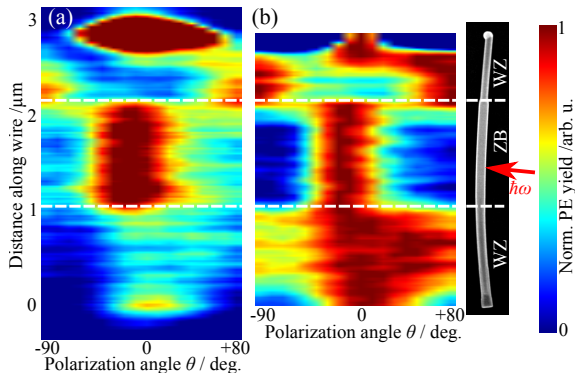 (a)
(b)
3
2
1
0
Distance along wire /µm
-90
0
+80
Polarization angle θ / deg.
-90
0
+80
Polarization angle θ / deg.
WZ
ZB
ħω
WZ
1
0
Norm. PE yield /arb. u.